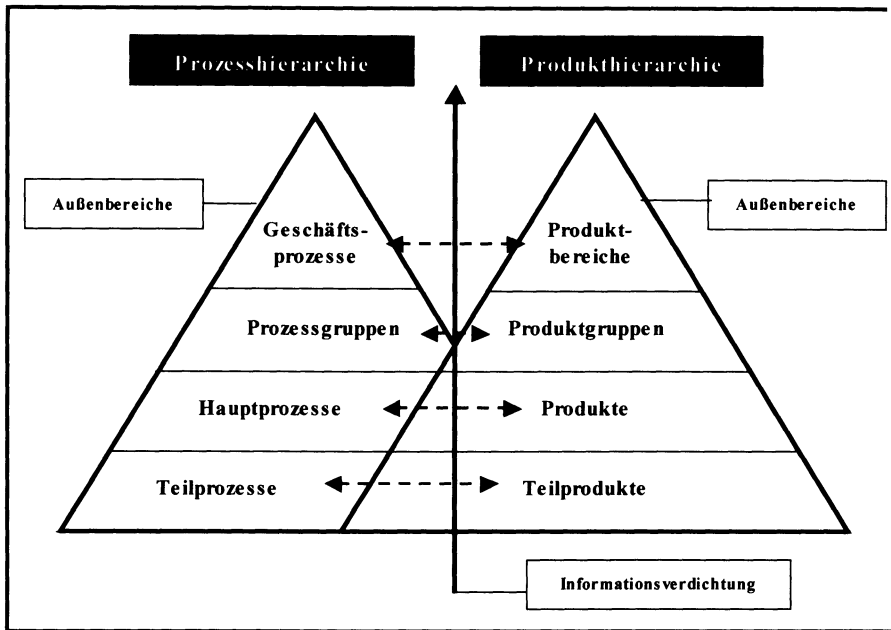 Prozesshierarchie
Produkthierarchie
Außenbereiche
Außenbereiche
Geschäfts-
prozesse
Produkt-
bereiche
Prozessgruppen
Produktgruppen
Hauptprozesse
Produkte
Teilprozesse
Teilprodukte
Informationsverdichtung